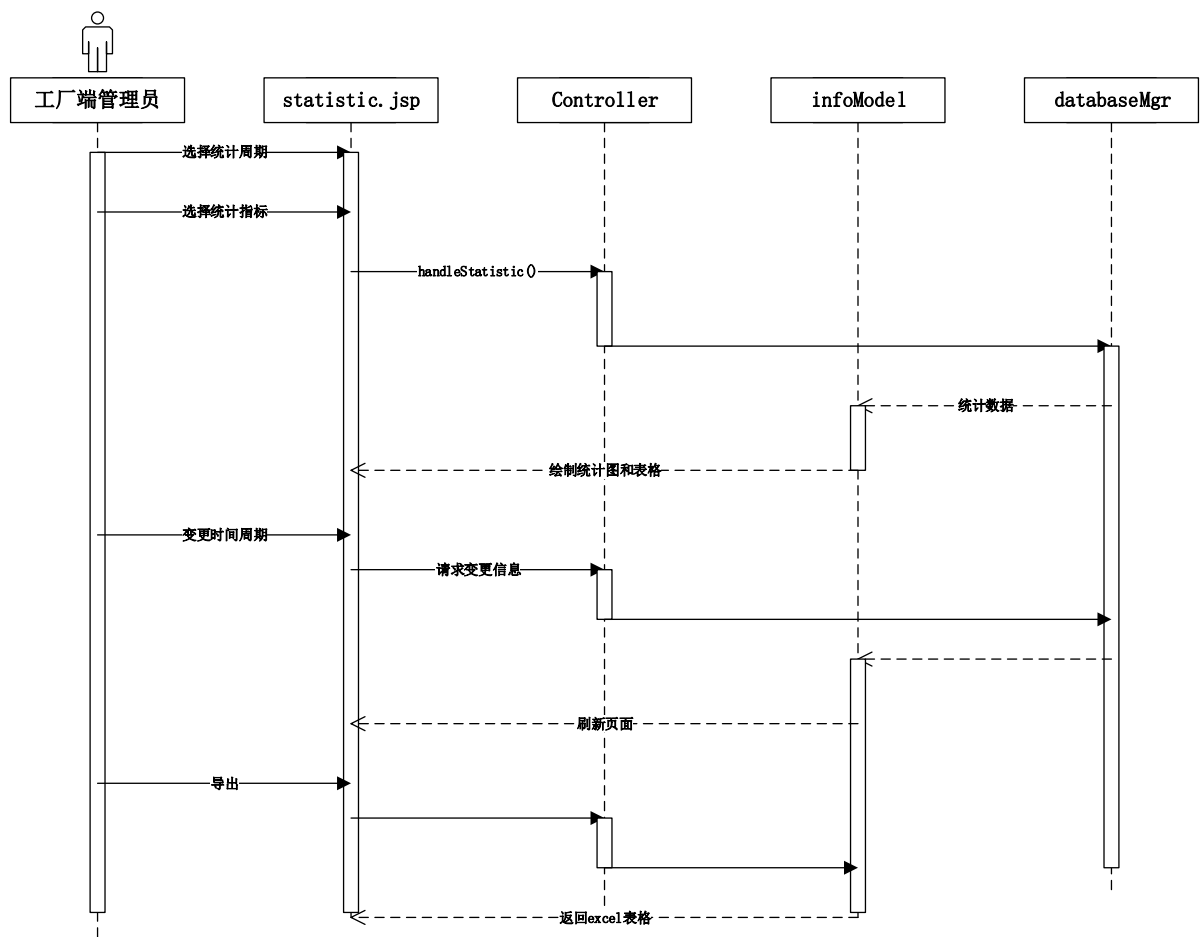 工厂端管理员
statistic.jsp
Controller
infoModel
databaseMgr
选择统计周期
选择统计指标
handleStatistic()
统计数据
绘制统计图和表格
变更时间周期
请求变更信息
刷新页面
导出
返回excel表格